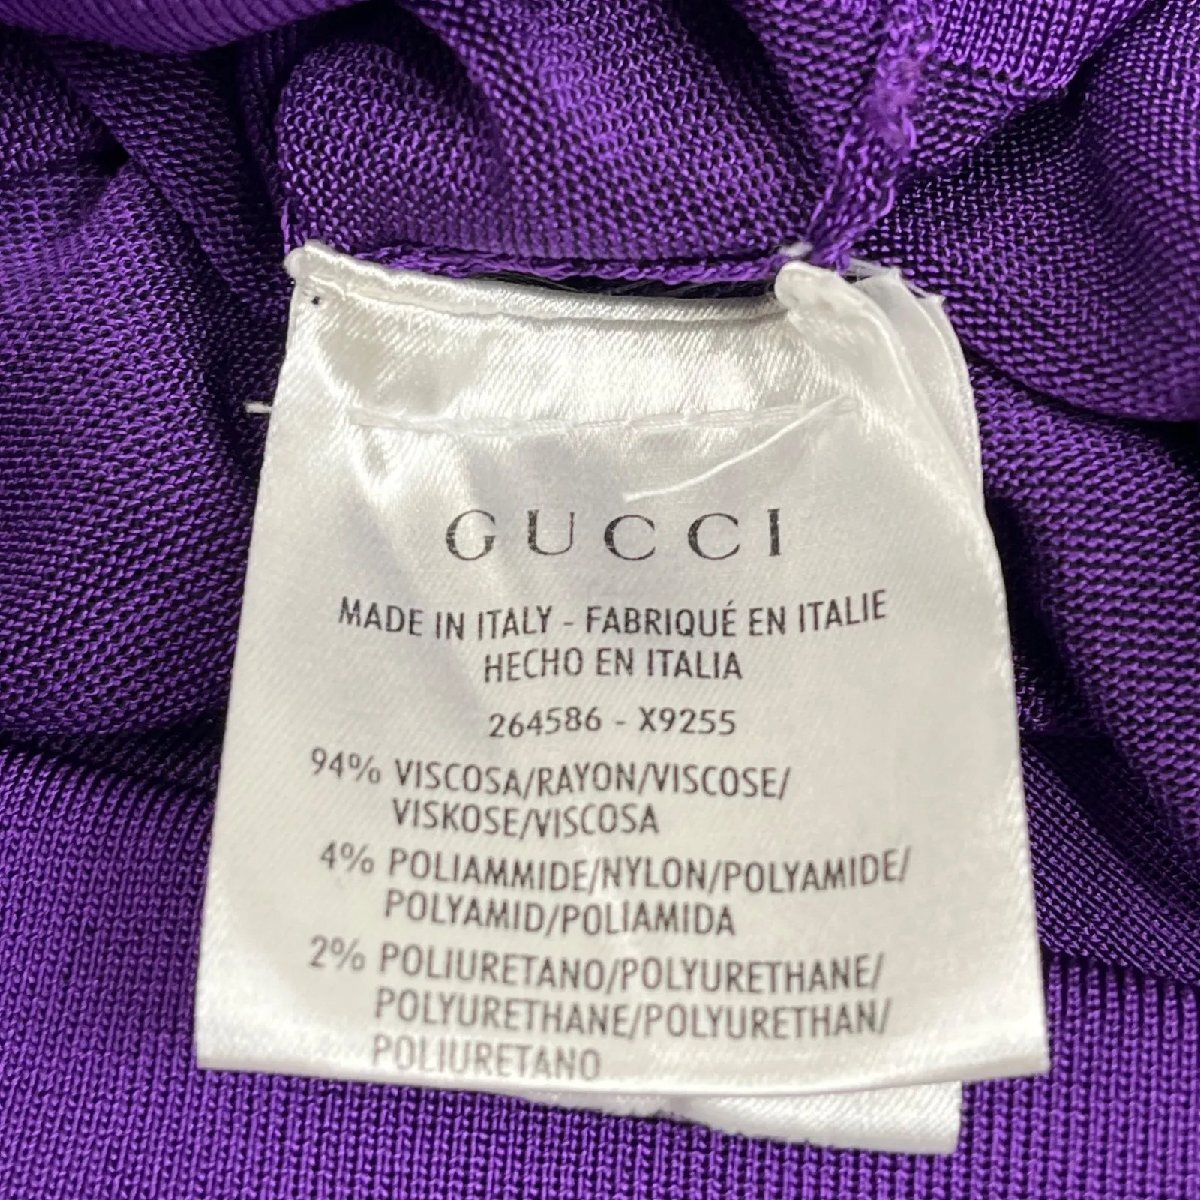 GUCCI
MADE IN ITALY - FABRIQUÉ EN ITALIE
HECHO EN ITALIA
264586 - X9255
94% VISCOSA/RAYON/VISCOSE/
VISKOSE/VISCOSA
4% POLIAMMIDE/NYLON/POLYAMIDE/
POLYAMID/POLIAMIDA
2% POLIURETANO/POLYURETHANE/
POLYURETHANE/POLYURETHAN/
POLIURETANO